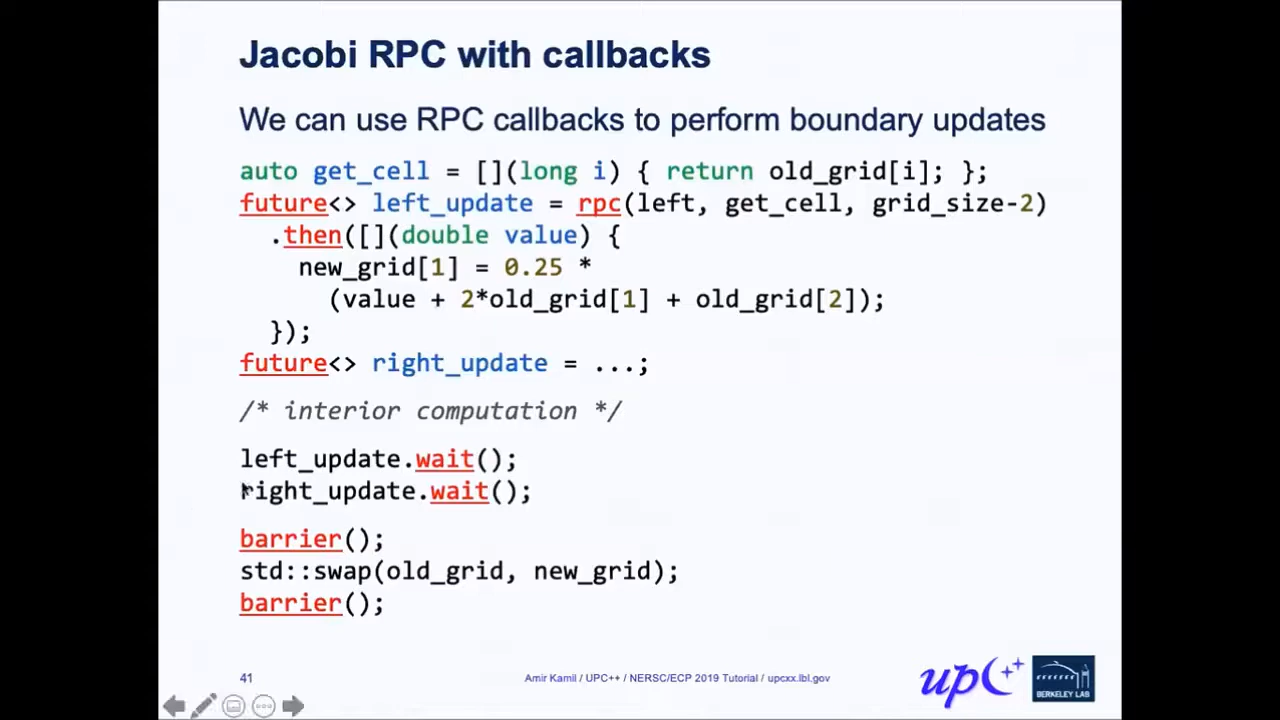 Jacobi RPC with callbacks
We can use RPC callbacks to perform boundary updates
auto get_cell = [](long i) { return old_grid[i]; };
future<> left_update = rpc(left, get_cell, grid_size-2)
.then([](double value) {
new_grid[1] = 0.25 *
(value + 2*old_grid[1] + old_grid[2]);
});
future<> right_update = ...;
/* interior computation */
left_update.wait();
right_update.wait();
barrier();
std::swap(old_grid, new_grid);
barrier();
41
Amir Kamil / UPC++ / NERSC/ECP 2019 Tutorial / upcxx.lbl.gov
upC++
BERKELEY LAB